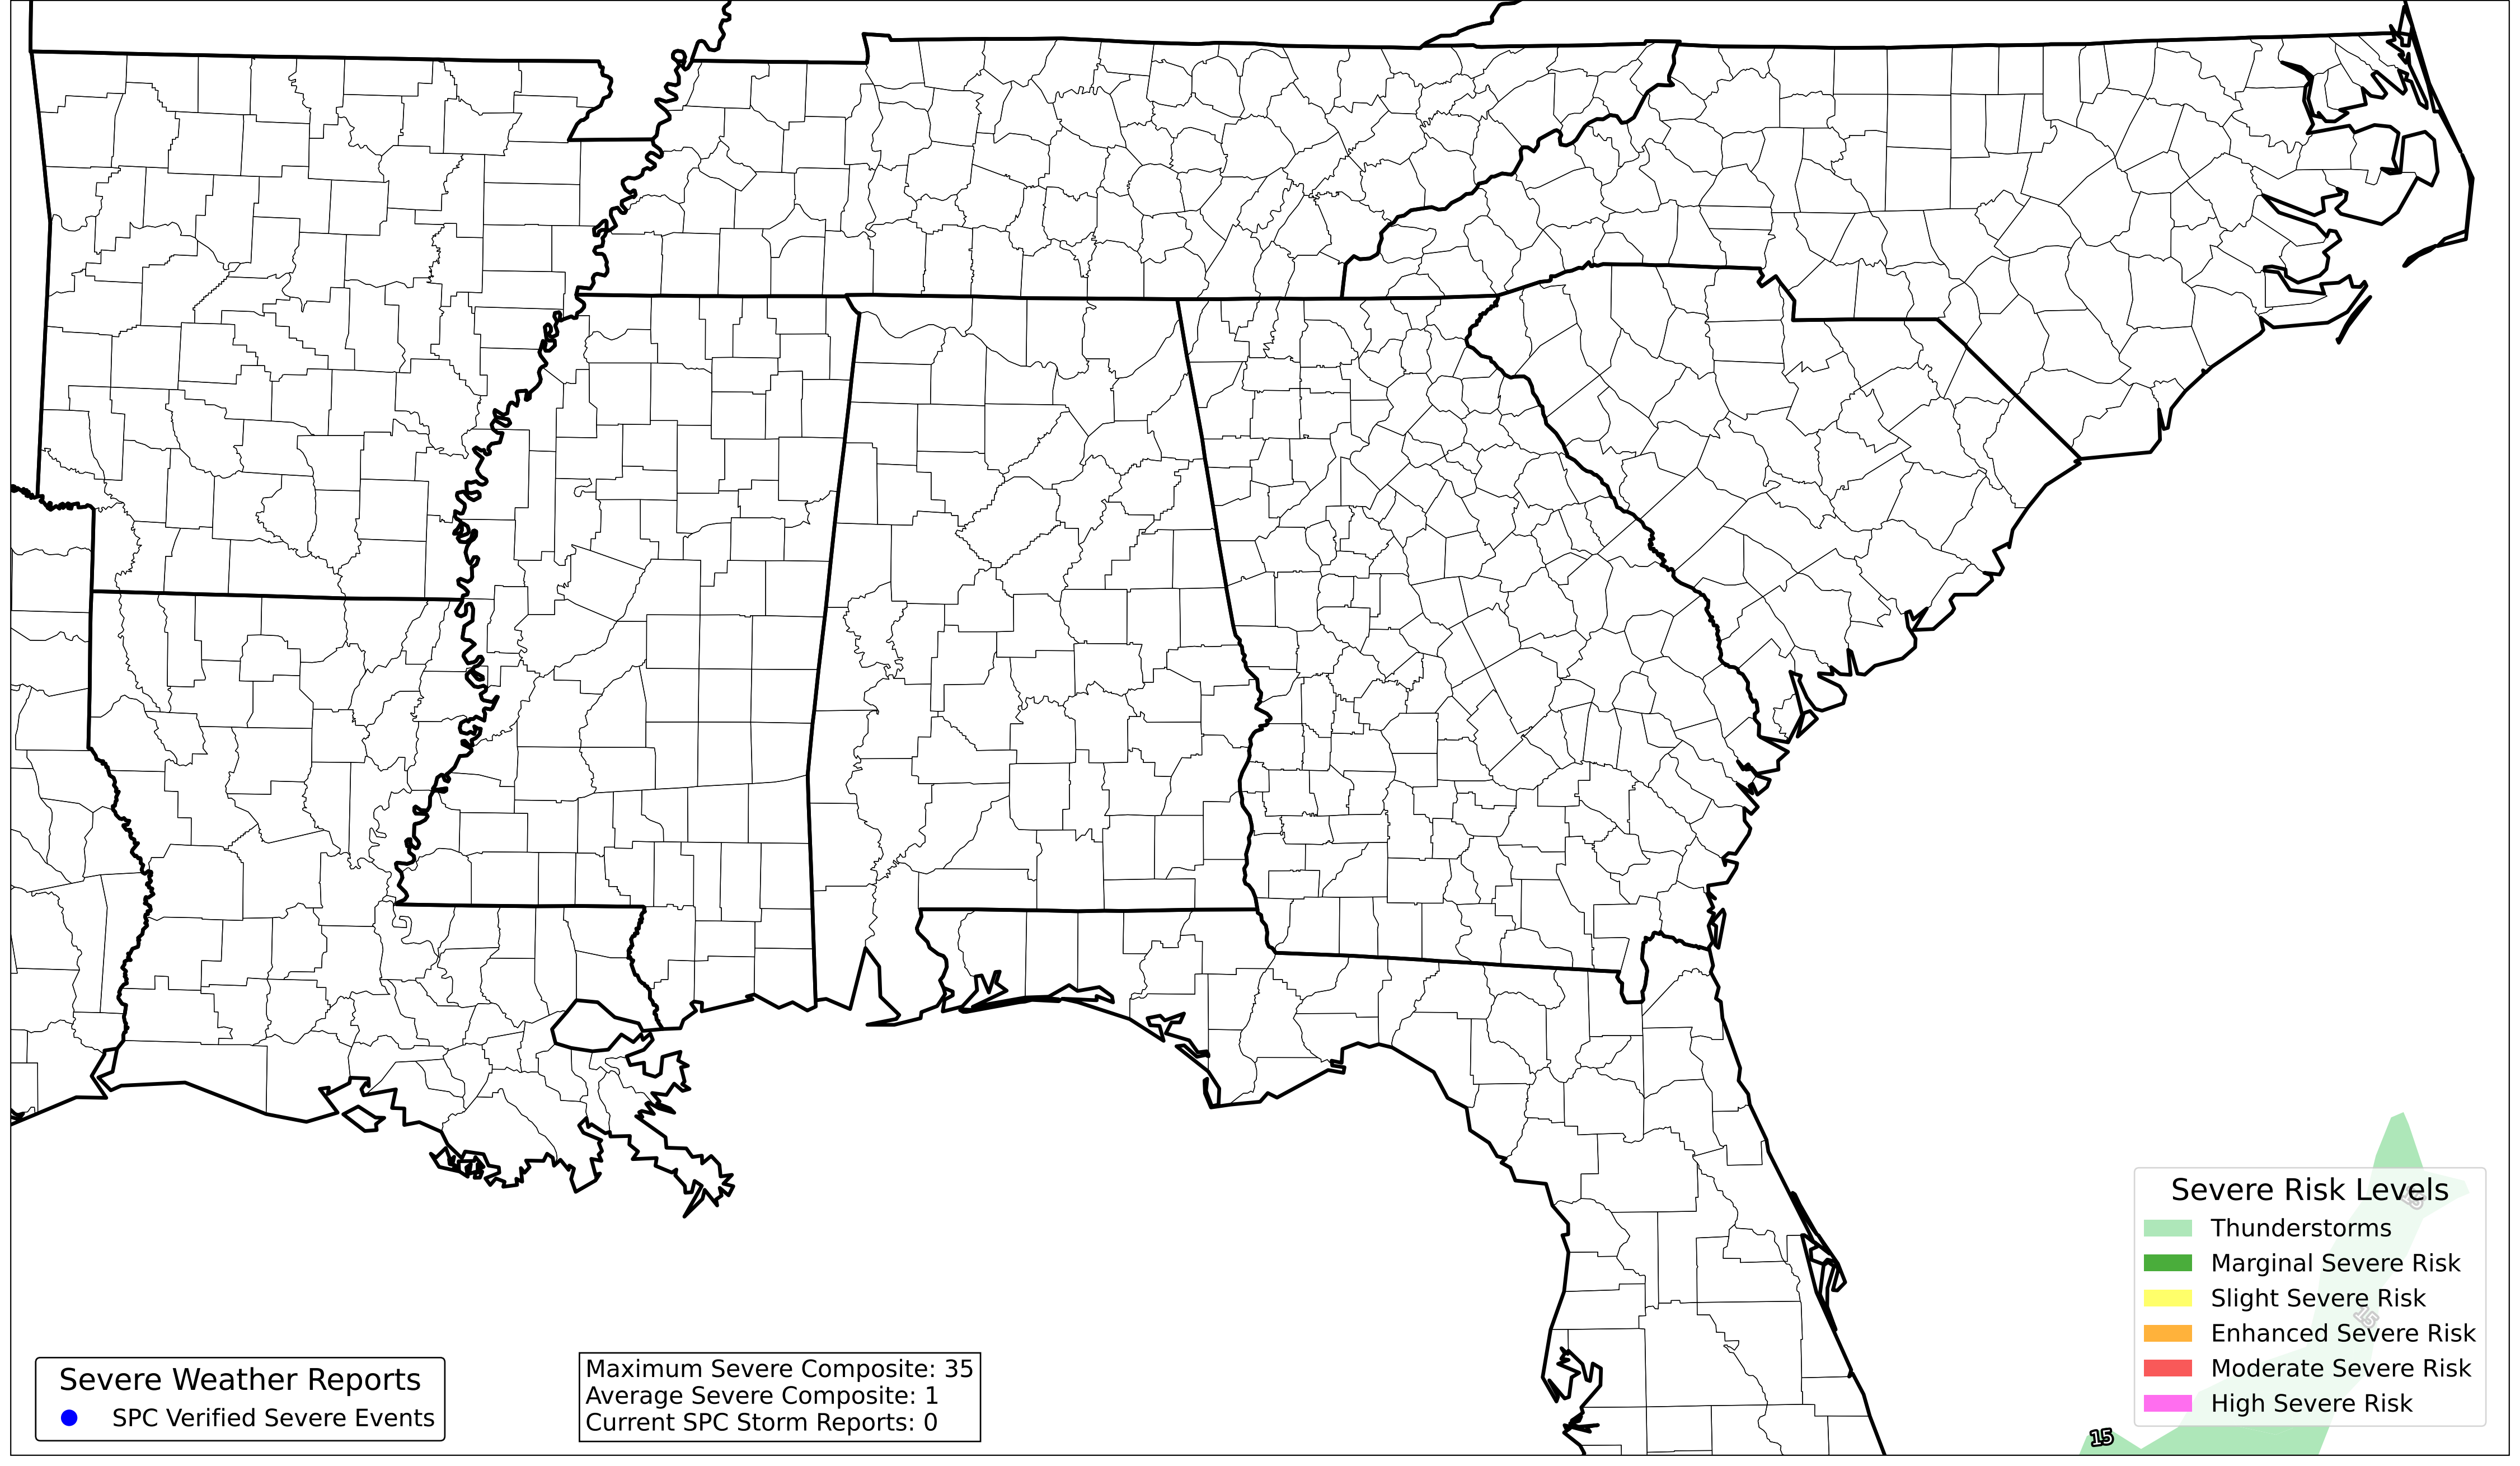 Severe Risk Levels
15
Thunderstorms
Marginal Severe Risk
Slight Severe Risk
15
Enhanced Severe Risk
Moderate Severe Risk
High Severe Risk
Severe Weather Reports
SPC Verified Severe Events
Maximum Severe Composite: 35
Average Severe Composite: 1
Current SPC Storm Reports: 0
15